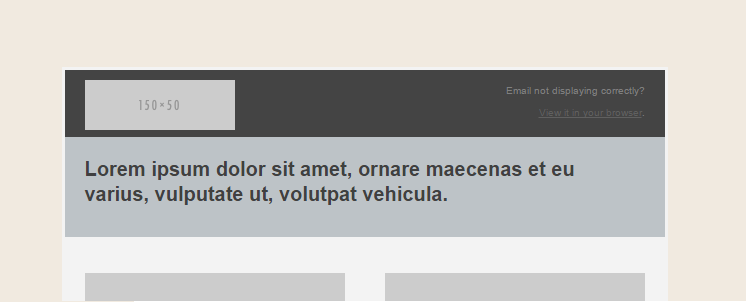 150×50
Email not displaying correctly?
View it in your browser.
Lorem ipsum dolor sit amet, ornare maecenas et eu
varius, vulputate ut, volutpat vehicula.